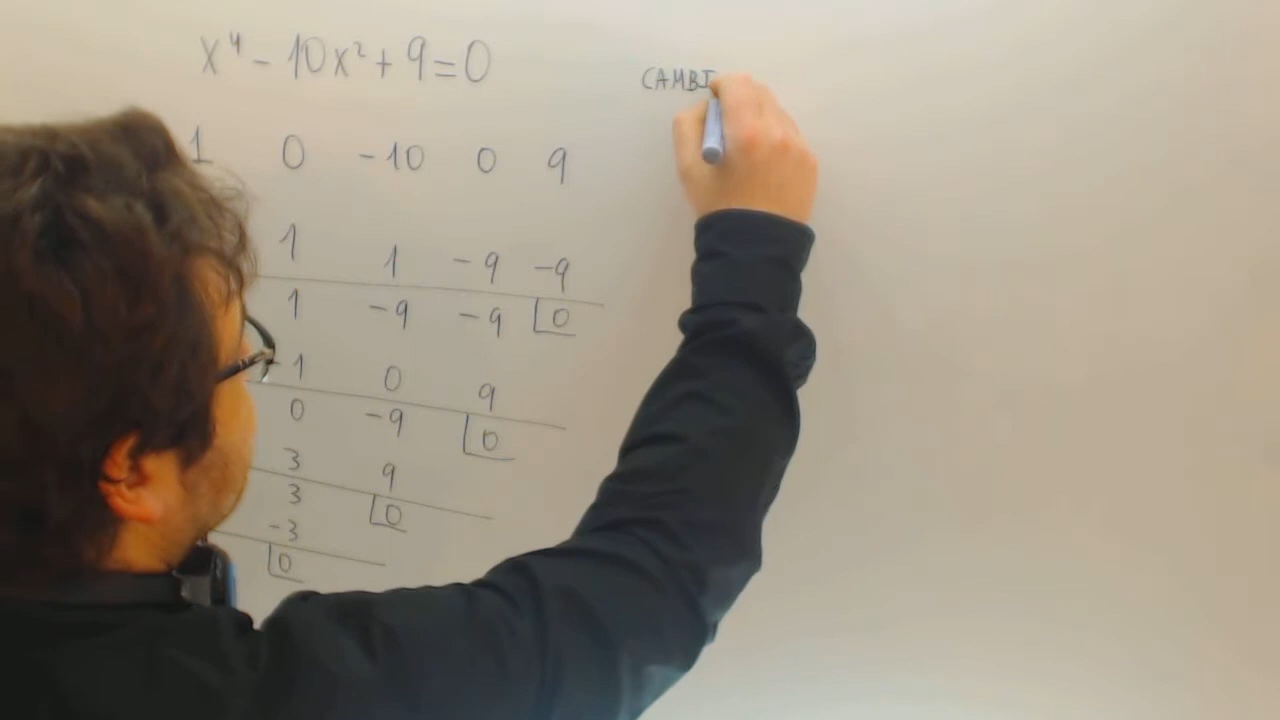 x⁴ - 10x² + 9 = 0
CAMBI
1 0 -10 0 9
1 1 -9 -9
1 -9 -9 0
-1 0 9
0 -9 0
3 9
3 0
-3
0